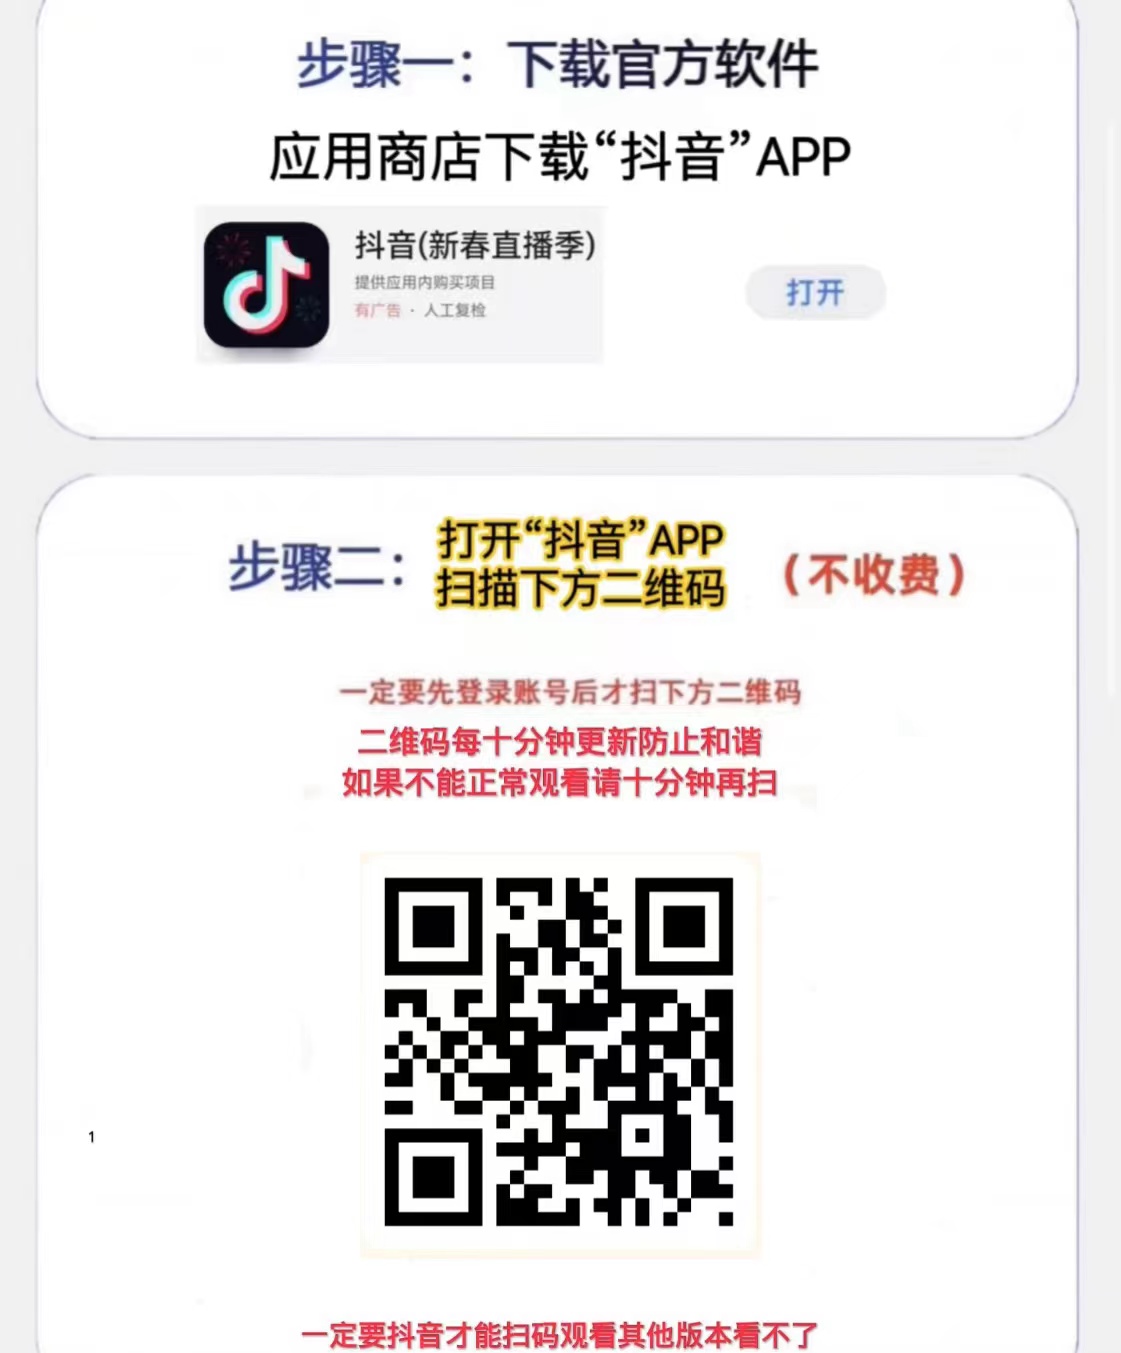 步骤一：下载官方软件
应用商店下载“抖音”APP
抖音(新春直播季)
提供应用内购买项目
有广告 · 人工复检
打开
步骤二：
打开“抖音”APP
扫描下方二维码
（不收费）
一定要先登录账号后才扫下方二维码
二维码每十分钟更新防止和谐
如果不能正常观看请十分钟再扫
1
一定要抖音才能扫码观看其他版本看不了